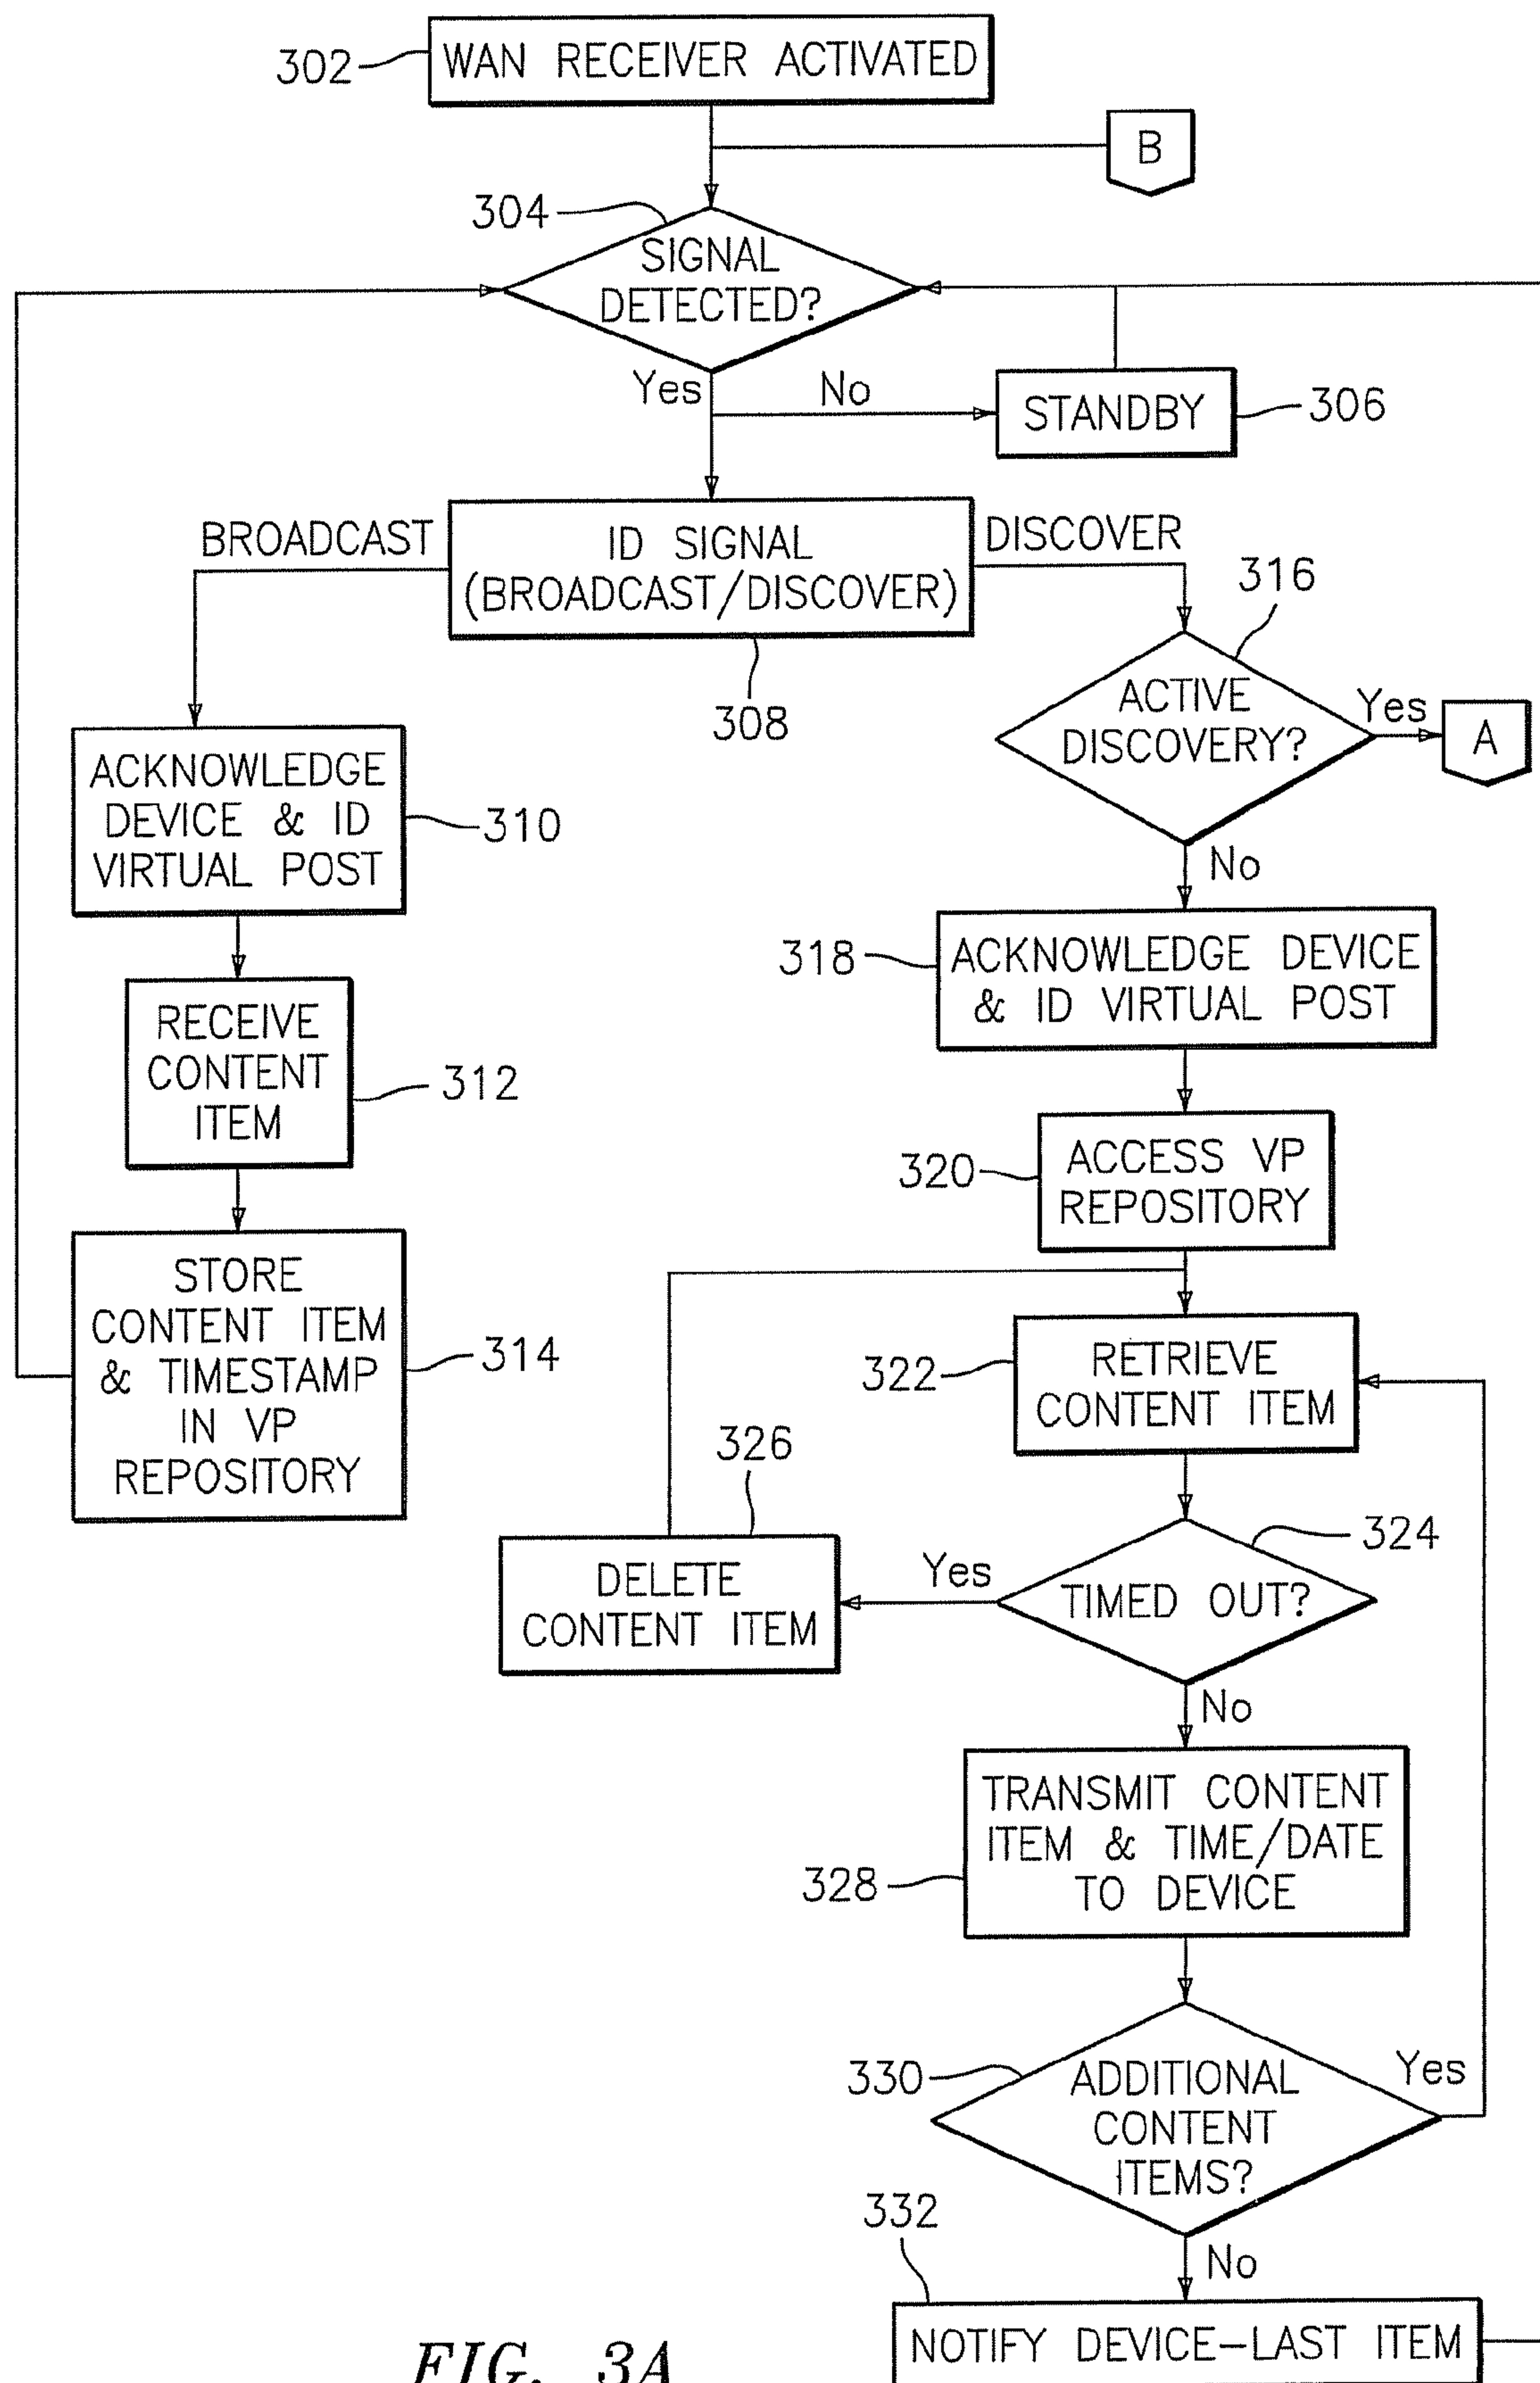 302
WAN RECEIVER ACTIVATED
B
304
SIGNAL
DETECTED?
Yes
No
STANDBY
306
BROADCAST
ID SIGNAL
(BROADCAST/DISCOVER)
DISCOVER
308
316
ACTIVE
DISCOVERY?
Yes
A
No
ACKNOWLEDGE
DEVICE & ID
VIRTUAL POST
310
RECEIVE
CONTENT
ITEM
312
STORE
CONTENT ITEM
& TIMESTAMP
IN VP
REPOSITORY
314
318
ACKNOWLEDGE DEVICE
& ID VIRTUAL POST
320
ACCESS VP
REPOSITORY
322
RETRIEVE
CONTENT ITEM
324
TIMED OUT?
Yes
326
DELETE
CONTENT ITEM
No
328
TRANSMIT CONTENT
ITEM & TIME/DATE
TO DEVICE
330
ADDITIONAL
CONTENT
ITEMS?
Yes
No
332
NOTIFY DEVICE-LAST ITEM
FIG. 3A